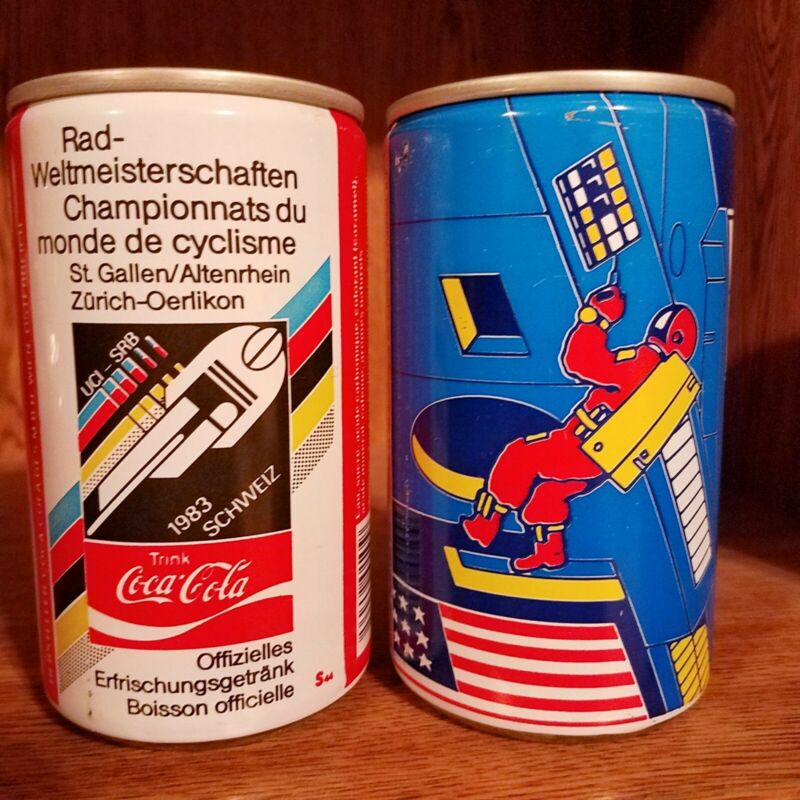 Rad-
Weltmeisterschaften
Championnats du
monde de cyclisme
St. Gallen/Altenrhein
Zürich-Oerlikon
UCI - SRB
1983
SCHWEIZ
Trink
Coca-Cola
Offizielles
Erfrischungsgetränk
Boisson officielle